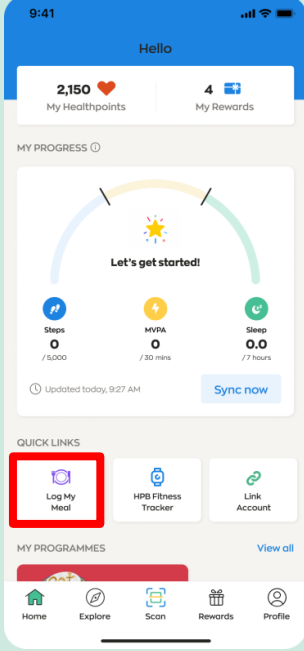 9:41
Hello
2,150
4
My Healthpoints
My Rewards
MY PROGRESS
Let's get started!
Steps
MVPA
Sleep
0
0
0.0
/ 5,000
/ 30 mins
/ 7 hours
Updated today, 9:27 AM
Sync now
QUICK LINKS
Log My
Meal
HPB Fitness
Tracker
Link
Account
MY PROGRAMMES
View all
Home
Explore
Scan
Rewards
Profile